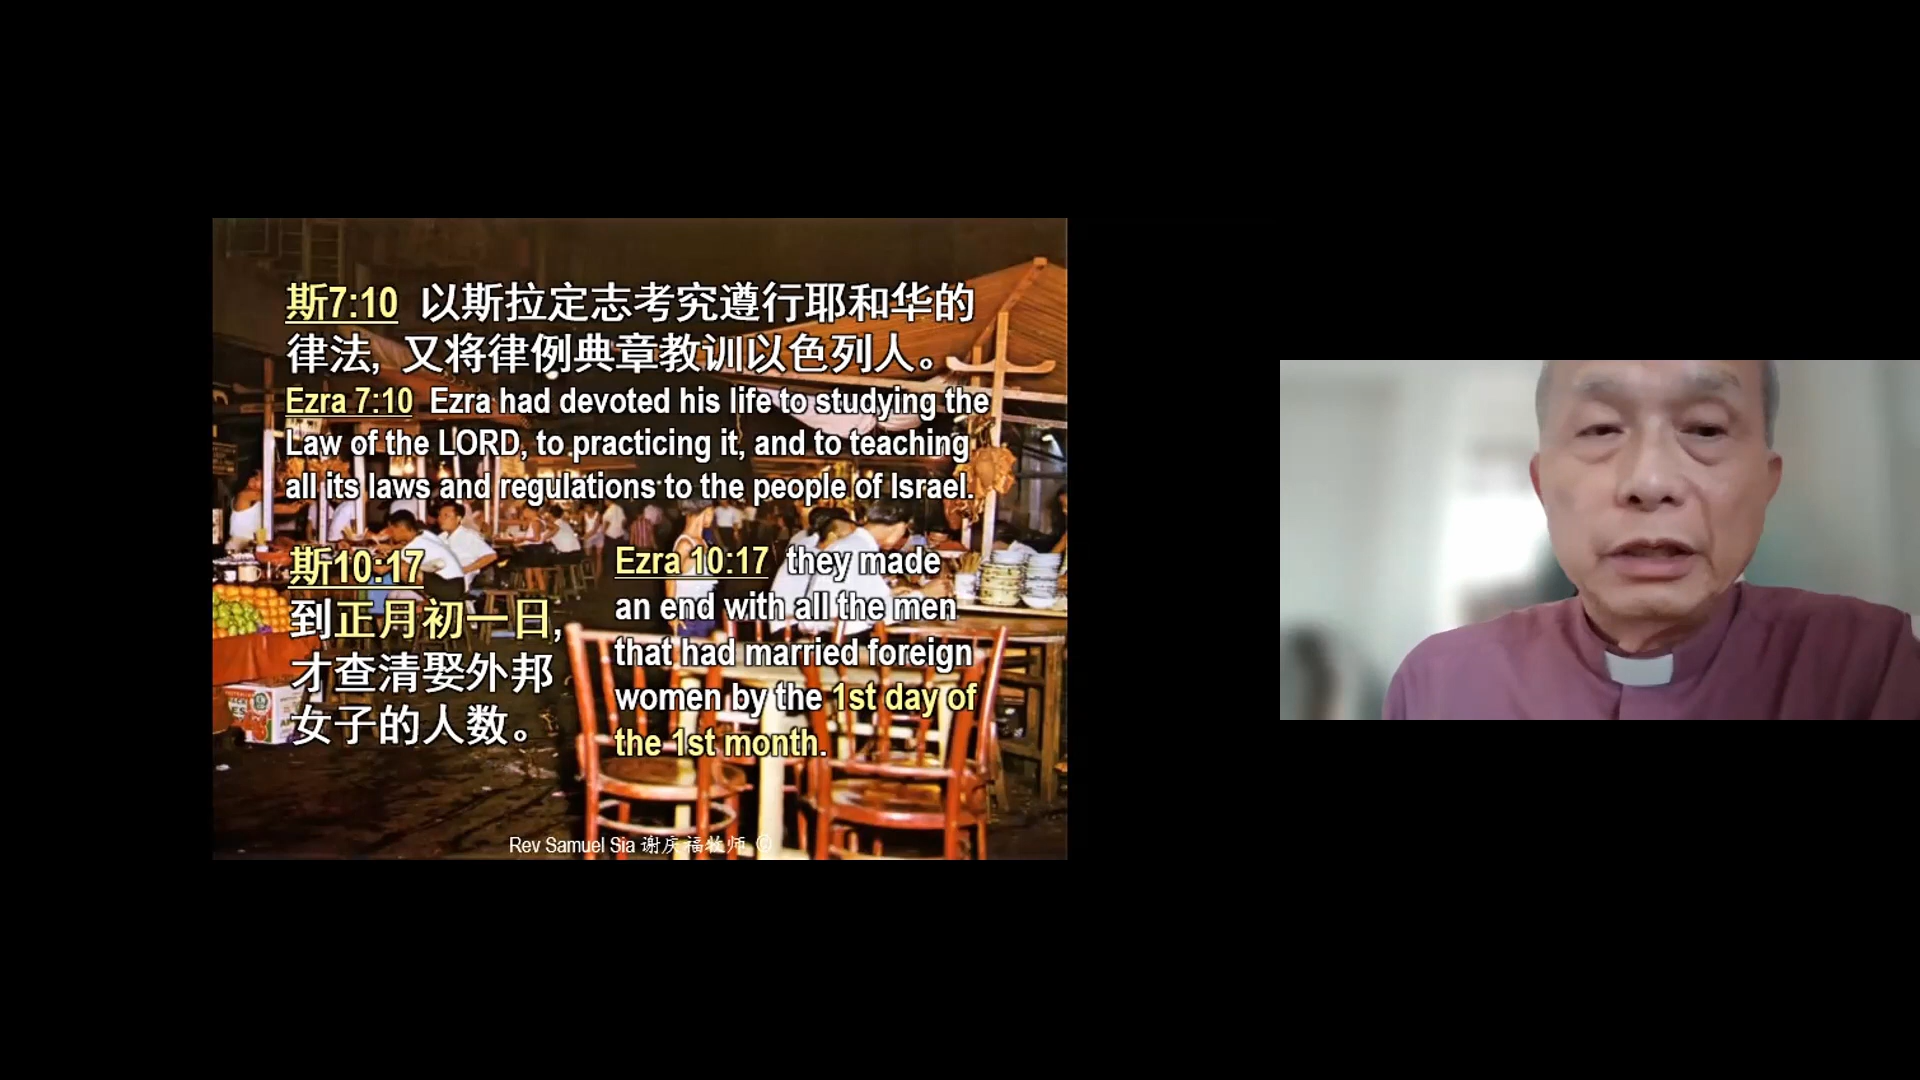 斯7:10 以斯拉定志考究遵行耶和华的
律法, 又将律例典章教训以色列人。
Ezra 7:10 Ezra had devoted his life to studying the
Law of the LORD, to practicing it, and to teaching
all its laws and regulations to the people of Israel.
斯10:17
到正月初一日,
才查清娶外邦
女子的人数。
Ezra 10:17 they made
an end with all the men
that had married foreign
women by the 1st day of
the 1st month.
Rev Samuel Sia 谢庆福牧师 ©